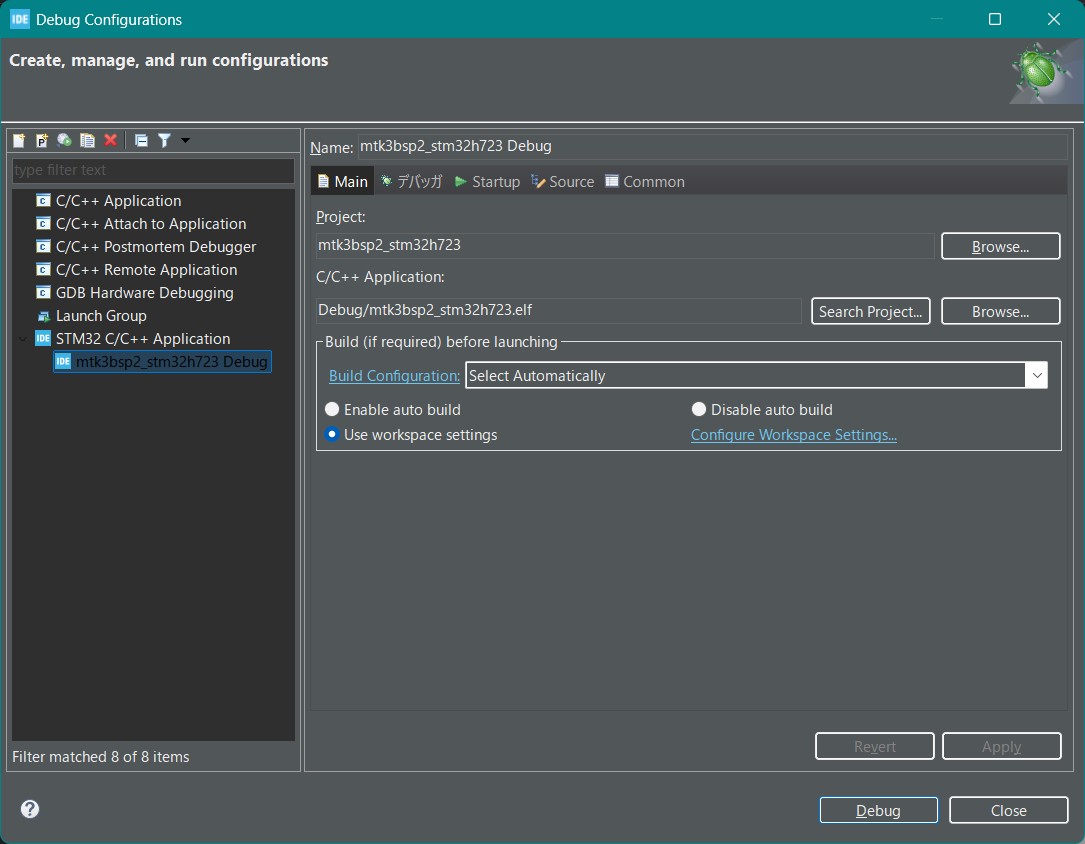 IDE Debug Configurations
Create, manage, and run configurations
type filter text
C/C++ Application
C/C++ Attach to Application
C/C++ Postmortem Debugger
C/C++ Remote Application
GDB Hardware Debugging
Launch Group
IDE STM32 C/C++ Application
IDE mtk3bsp2_stm32h723 Debug
Filter matched 8 of 8 items
Name: mtk3bsp2_stm32h723 Debug
Main デバッガ Startup Source Common
Project:
mtk3bsp2_stm32h723 Browse...
C/C++ Application:
Debug/mtk3bsp2_stm32h723.elf Search Project... Browse...
Build (if required) before launching
Build Configuration: Select Automatically
Enable auto build Disable auto build
Use workspace settings Configure Workspace Settings...
Revert Apply
? Debug Close